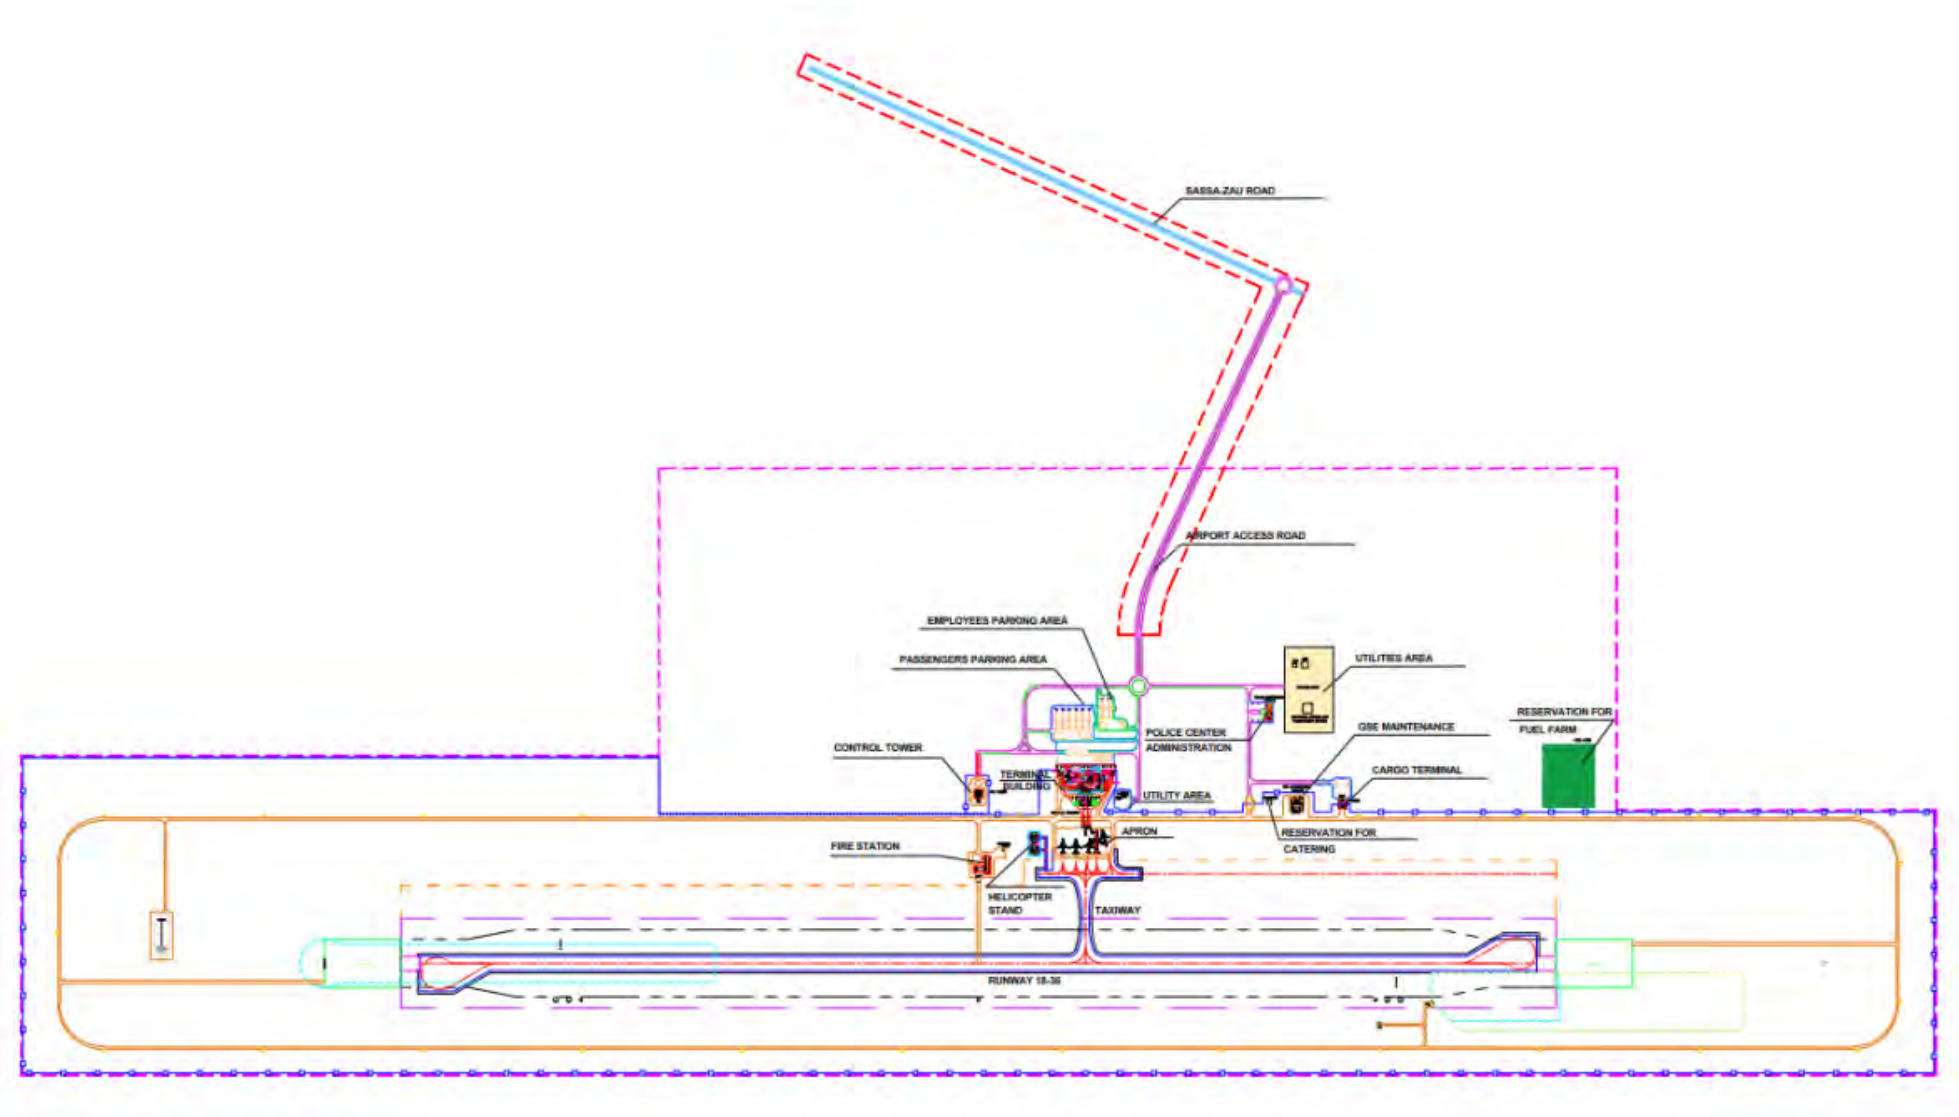 SASSA-ZAU ROAD
AIRPORT ACCESS ROAD
EMPLOYEES PARKING AREA
PASSENGERS PARKING AREA
UTILITIES AREA
RESERVATION FOR
FUEL FARM
GSE MAINTENANCE
POLICE CENTER
ADMINISTRATION
CONTROL TOWER
CARGO TERMINAL
TERMINAL
BUILDING
UTILITY AREA
APRON
RESERVATION FOR
CATERING
FIRE STATION
HELICOPTER
STAND
TAXIWAY
RUNWAY 18-36